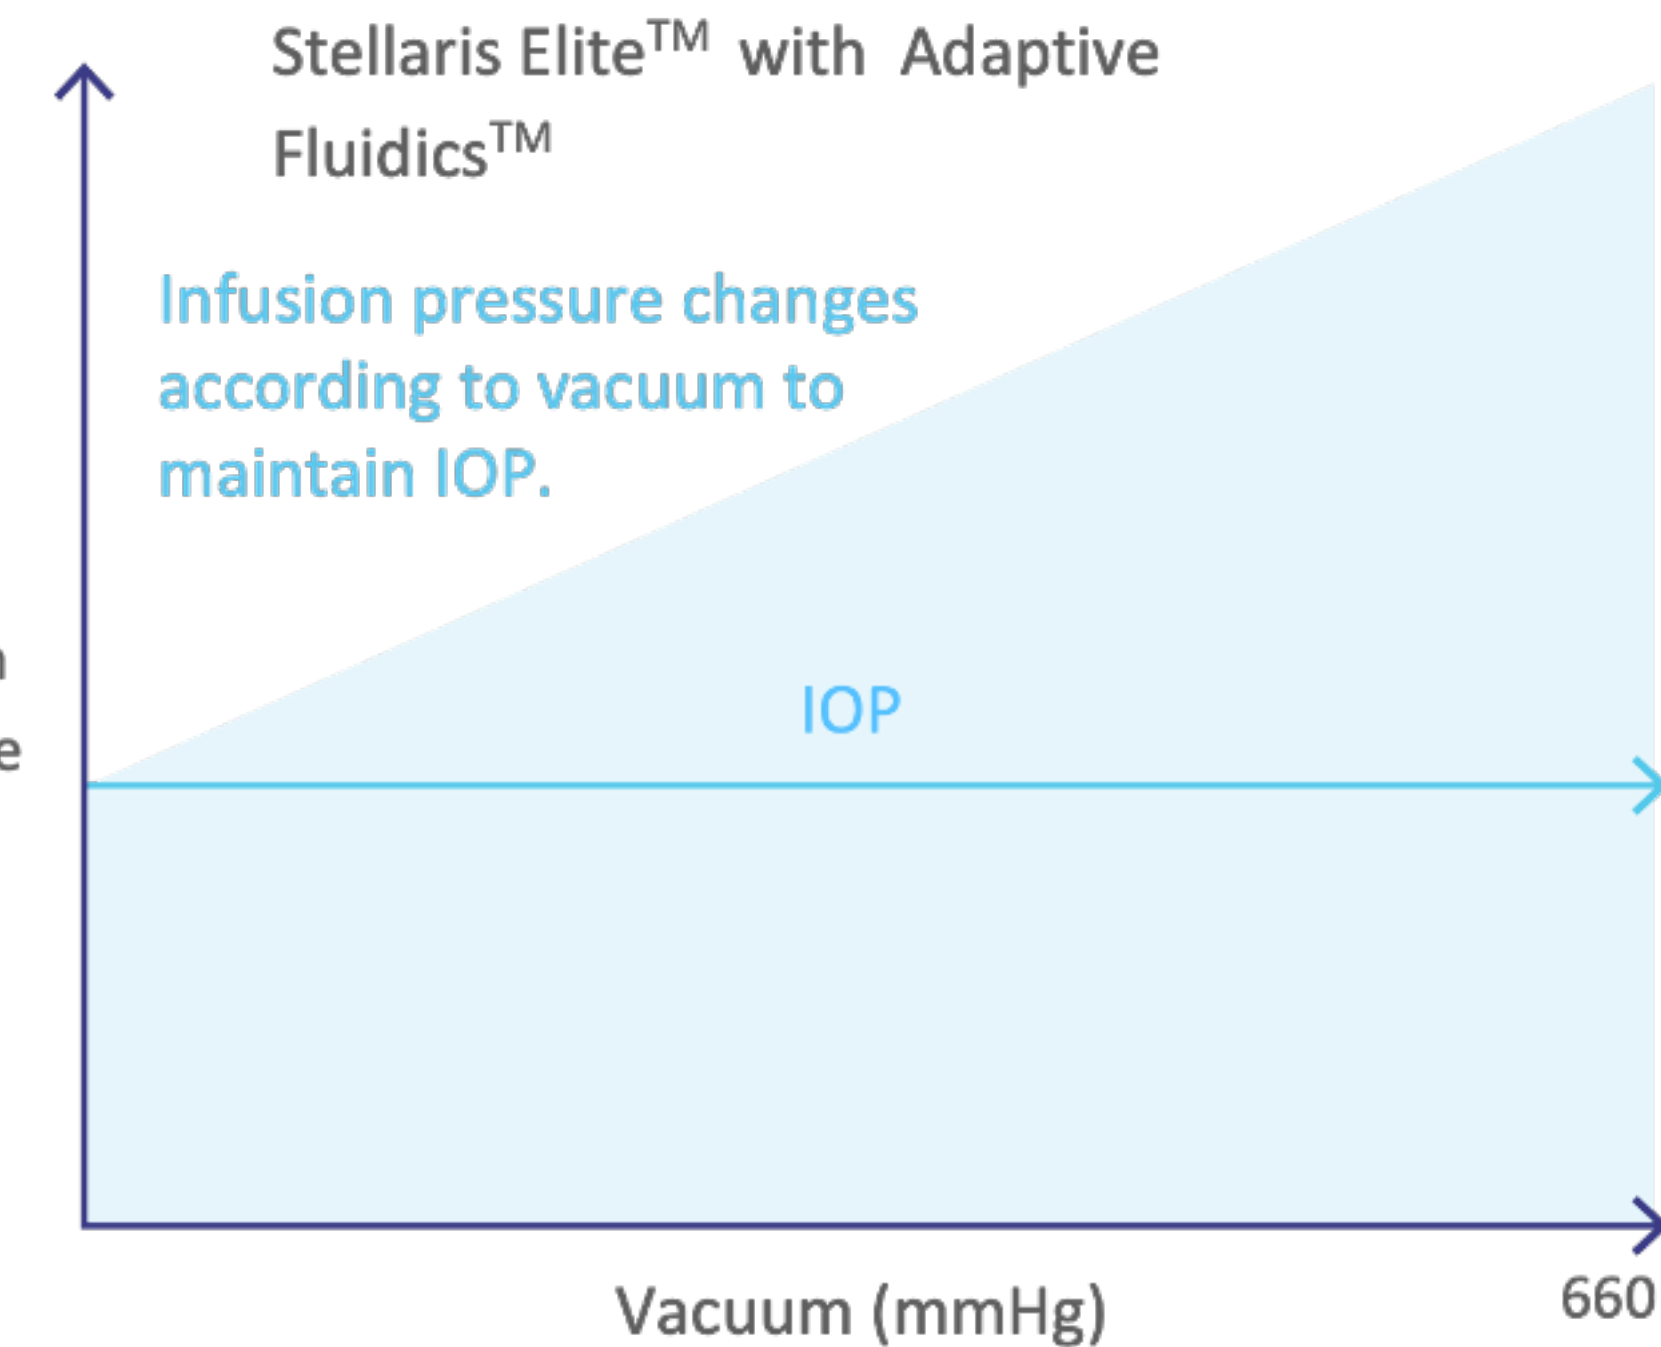 Stellaris Elite™ with Adaptive
Fluidics™
Infusion pressure changes
according to vacuum to
maintain IOP.
IOP
Vacuum (mmHg)
660